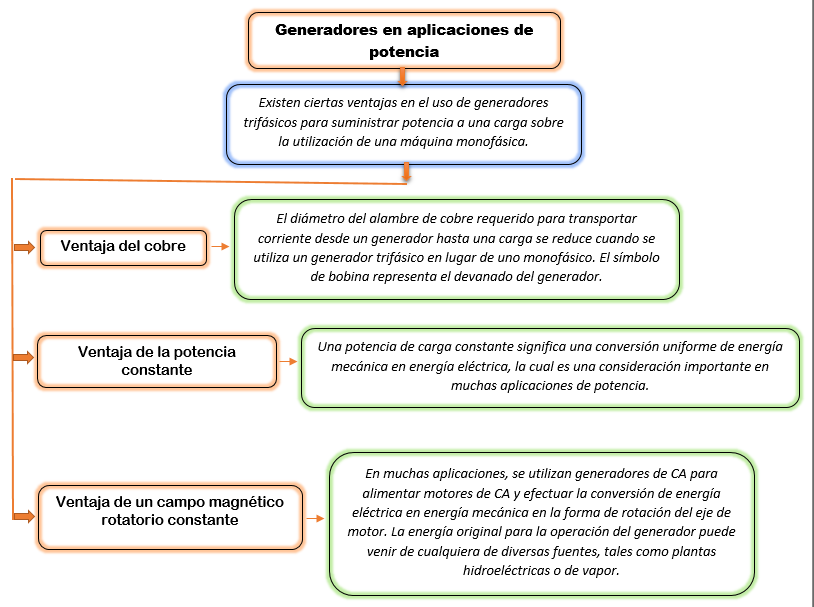 Generadores en aplicaciones de
potencia
Existen ciertas ventajas en el uso de generadores
trifásicos para suministrar potencia a una carga sobre
la utilización de una máquina monofásica.
Ventaja del cobre
El diámetro del alambre de cobre requerido para transportar
corriente desde un generador hasta una carga se reduce cuando se
utiliza un generador trifásico en lugar de uno monofásico. El símbolo
de bobina representa el devanado del generador.
Ventaja de la potencia
constante
Una potencia de carga constante significa una conversión uniforme de energía
mecánica en energía eléctrica, la cual es una consideración importante en
muchas aplicaciones de potencia.
Ventaja de un campo magnético
rotatorio constante
En muchas aplicaciones, se utilizan generadores de CA para
alimentar motores de CA y efectuar la conversión de energía
eléctrica en energía mecánica en la forma de rotación del eje de
motor. La energía original para la operación del generador puede
venir de cualquiera de diversas fuentes, tales como plantas
hidroeléctricas o de vapor.